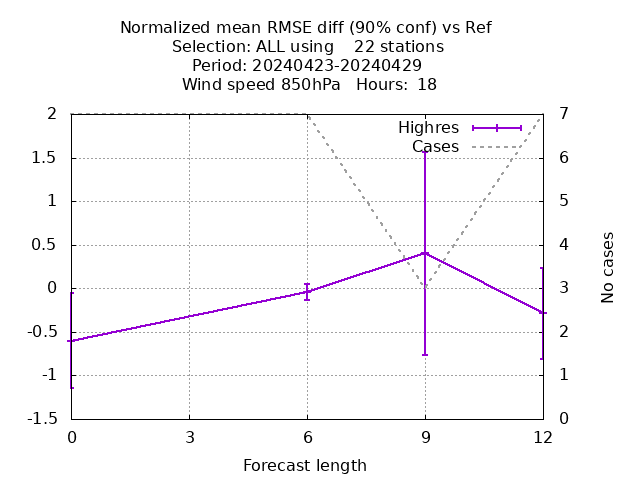 Normalized mean RMSE diff (90% conf) vs Ref
Selection: ALL using    22 stations
Period: 20240423-20240429
Wind speed 850hPa   Hours:  18
2
1.5
1
0.5
0
-0.5
-1
-1.5
7
6
5
4
3
2
1
0
Highres
Cases
No cases
0
3
6
9
12
Forecast length